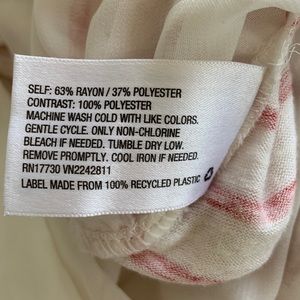 SELF: 63% RAYON / 37% POLYESTER
CONTRAST: 100% POLYESTER
MACHINE WASH COLD WITH LIKE COLORS.
GENTLE CYCLE. ONLY NON-CHLORINE
BLEACH IF NEEDED. TUMBLE DRY LOW.
REMOVE PROMPTLY. COOL IRON IF NEEDED.
RN17730 VN2242811
LABEL MADE FROM 100% RECYCLED PLASTIC